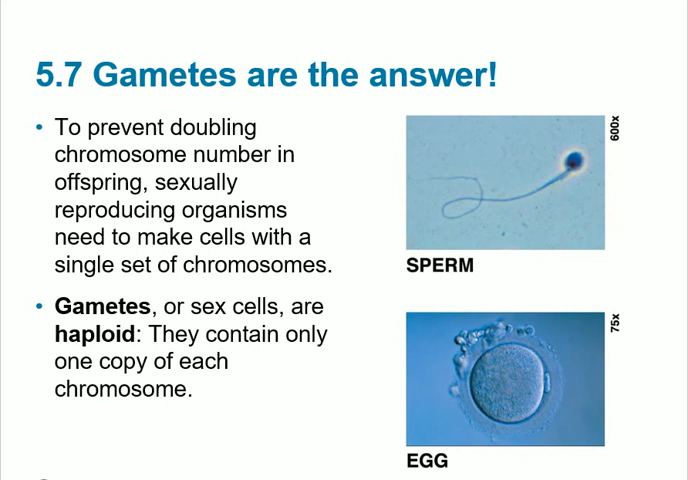 5.7 Gametes are the answer!
• To prevent doubling
chromosome number in
offspring, sexually
reproducing organisms
need to make cells with a
single set of chromosomes.
• Gametes, or sex cells, are
haploid: They contain only
one copy of each
chromosome.
600x
SPERM
75x
EGG